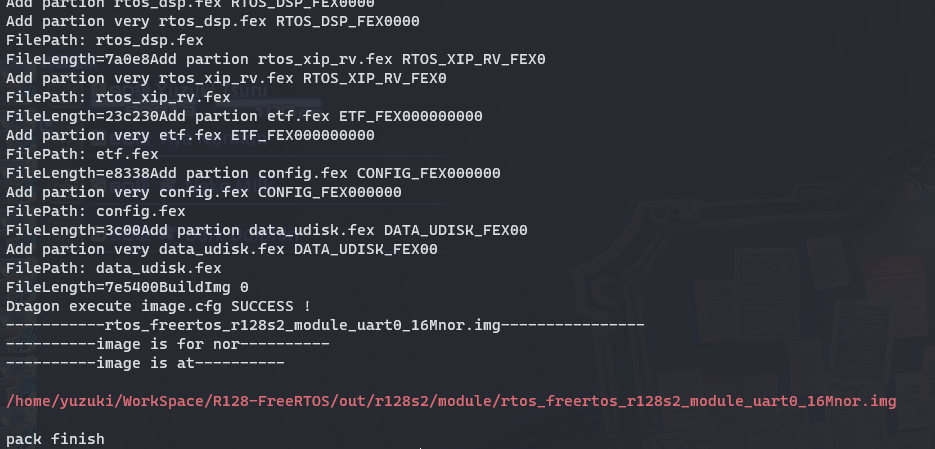 Add partion rtos_dsp.fex RTOS_DSP_FEX0000
Add partion very rtos_dsp.fex RTOS_DSP_FEX0000
FilePath: rtos_dsp.fex
FileLength=7a0e8Add partion rtos_xip_rv.fex RTOS_XIP_RV_FEX0
Add partion very rtos_xip_rv.fex RTOS_XIP_RV_FEX0
FilePath: rtos_xip_rv.fex
FileLength=23c230Add partion etf.fex ETF_FEX000000000
Add partion very etf.fex ETF_FEX000000000
FilePath: etf.fex
FileLength=e8338Add partion config.fex CONFIG_FEX000000
Add partion very config.fex CONFIG_FEX000000
FilePath: config.fex
FileLength=3c00Add partion data_udisk.fex DATA_UDISK_FEX00
Add partion very data_udisk.fex DATA_UDISK_FEX00
FilePath: data_udisk.fex
FileLength=7e5400BuildImg 0
Dragon execute image.cfg SUCCESS !
-----------rtos_freertos_r128s2_module_uart0_16Mnor.img----------------
----------image is for nor----------
----------image is at----------
/home/yuzuki/WorkSpace/R128-FreeRTOS/out/r128s2/module/rtos_freertos_r128s2_module_uart0_16Mnor.img
pack finish